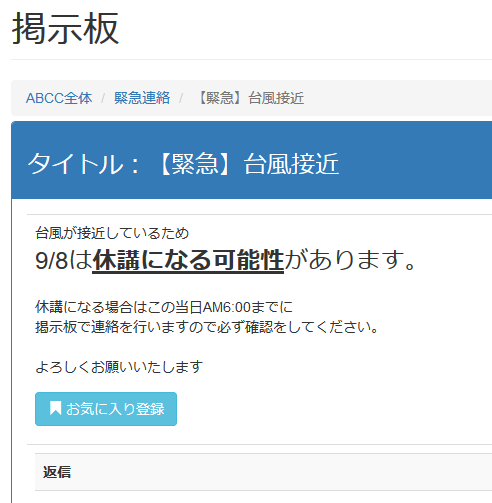 掲示板
ABCC全体 / 緊急連絡 / 【緊急】台風接近
タイトル：【緊急】台風接近
台風が接近しているため
9/8は休講になる可能性があります。
休講になる場合はこの当日AM6:00までに
掲示板で連絡を行いますので必ず確認をしてください。
よろしくお願いいたします
お気に入り登録
返信